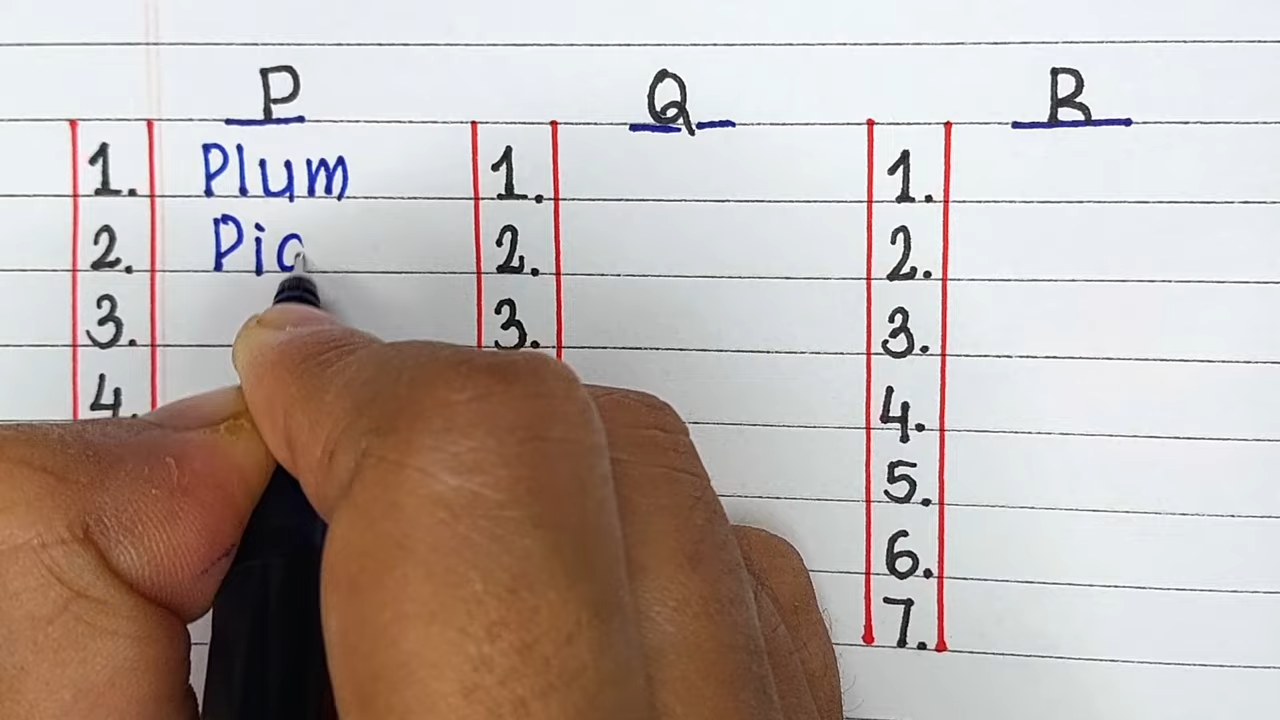 P Q R
1. Plum 1. 1.
2. Pic 2. 2.
3. 3. 3.
4. 4.
5.
6.
7.